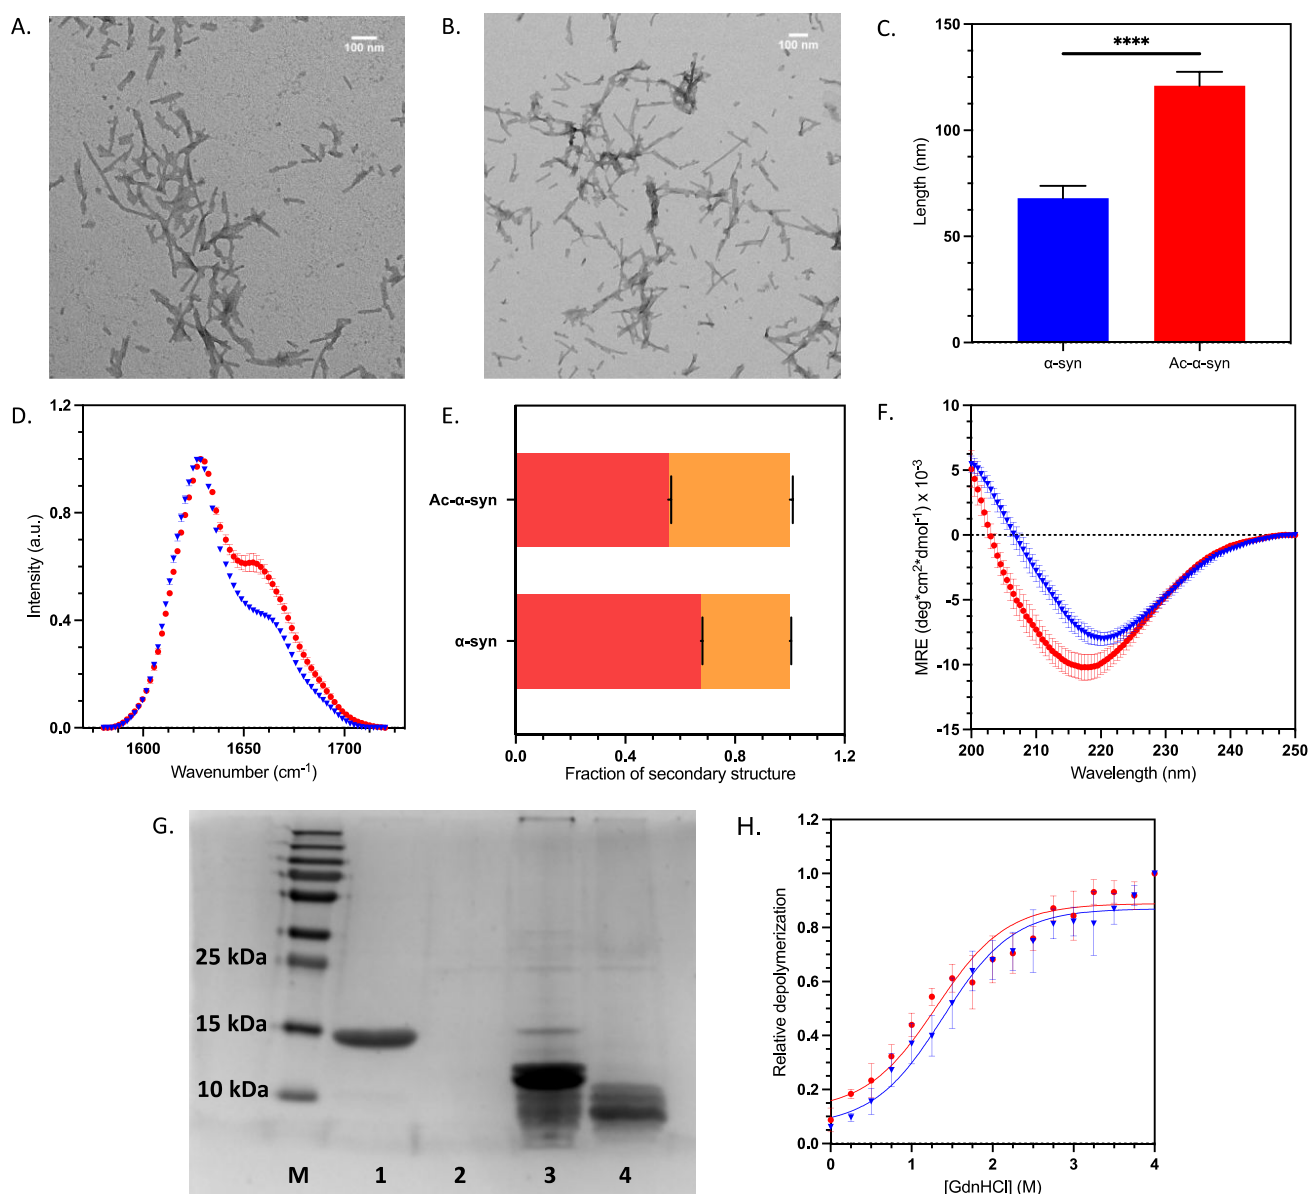 A.
100 nm
B.
100 nm
C.
****
150
100
50
0
Length (nm)
α-syn
Ac-α-syn
D.
1.2
0.8
0.4
0.0
Intensity (a.u.)
1600
1650
1700
Wavenumber (cm⁻¹)
E.
Ac-α-syn
α-syn
0.0
0.4
0.8
1.2
Fraction of secondary structure
F.
10
5
0
-5
-10
-15
MRE (deg*cm²*dmol⁻¹) x 10⁻³
200
210
220
230
240
250
Wavelength (nm)
G.
25 kDa
15 kDa
10 kDa
M
1
2
3
4
H.
1.2
1.0
0.8
0.6
0.4
0.2
0.0
Relative depolymerization
0
1
2
3
4
[GdnHCl] (M)